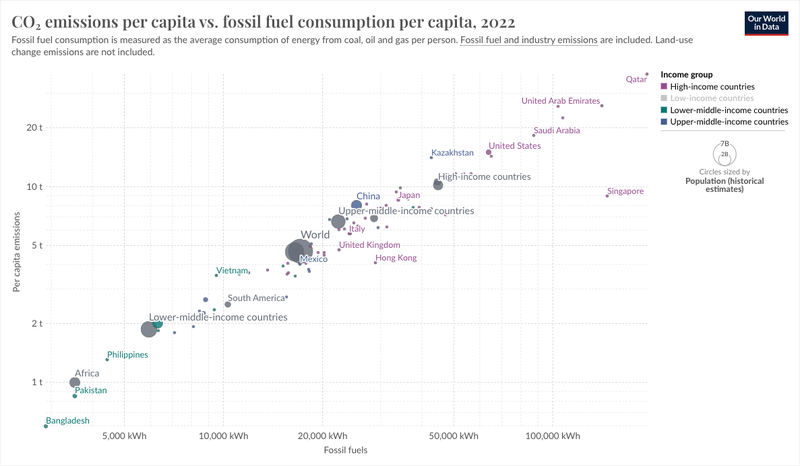 CO₂ emissions per capita vs. fossil fuel consumption per capita, 2022
Fossil fuel consumption is measured as the average consumption of energy from coal, oil and gas per person. Fossil fuel and industry emissions are included. Land-use
change emissions are not included.
Our World
in Data
Income group
High-income countries
Low-income countries
Lower-middle-income countries
Upper-middle-income countries
7B
2B
Circles sized by
Population (historical
estimates)
Per capita emissions
20 t
10 t
5 t
2 t
1 t
Qatar
United Arab Emirates
Saudi Arabia
United States
Kazakhstan
High-income countries
Singapore
China
Japan
Upper-middle-income countries
Italy
World
United Kingdom
Mexico
Hong Kong
Vietnam
South America
Lower-middle-income countries
Philippines
Africa
Pakistan
Bangladesh
5,000 kWh
10,000 kWh
20,000 kWh
50,000 kWh
100,000 kWh
Fossil fuels